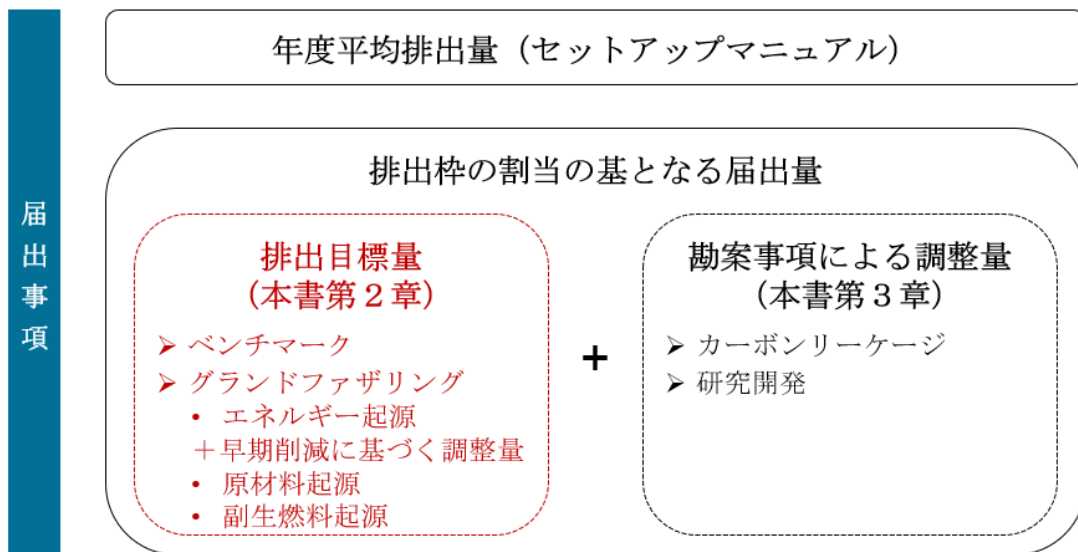 届出事項
年度平均排出量（セットアップマニュアル）
排出枠の割当の基となる届出量
排出目標量
（本書第２章）
➤ ベンチマーク
➤ グランドファザリング
• エネルギー起源
＋早期削減に基づく調整量
• 原材料起源
• 副生燃料起源
+
勘案事項による調整量
（本書第３章）
➤ カーボンリーケージ
➤ 研究開発